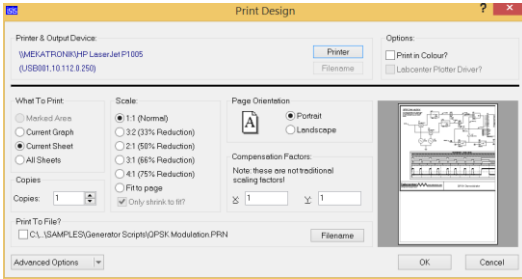 ISIS
Print Design
?
Printer & Output Device:
\\MEKATRONIK\HP LaserJet P1005
(USB001,10.112.0.250)
Printer
Filename
Options:
Print in Colour?
Labcenter Plotter Driver?
What To Print:
Marked Area
Current Graph
Current Sheet
All Sheets
Copies
Copies: 1
Scale:
1:1 (Normal)
3:2 (33% Reduction)
2:1 (50% Reduction)
3:1 (66% Reduction)
4:1 (75% Reduction)
Fit to page
Only shrink to fit?
Page Orientation
A
Portrait
Landscape
Compensation Factors:
Note: these are not traditional
scaling factors!
X 1 Y 1
Print To File?
C:\..\SAMPLES\Generator Scripts\QPSK Modulation.PRN
Filename
Advanced Options
OK
Cancel